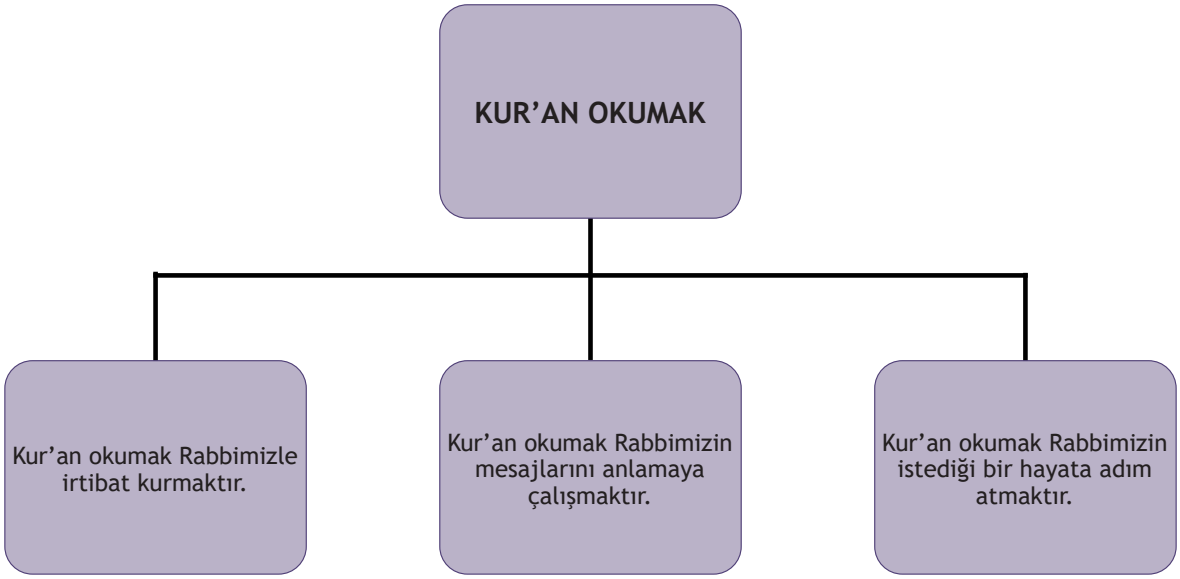 KUR’AN OKUMAK
Kur’an okumak Rabbimizle
irtibat kurmaktır.
Kur’an okumak Rabbimizin
mesajlarını anlamaya
çalışmaktır.
Kur’an okumak Rabbimizin
istediği bir hayata adım
atmaktır.